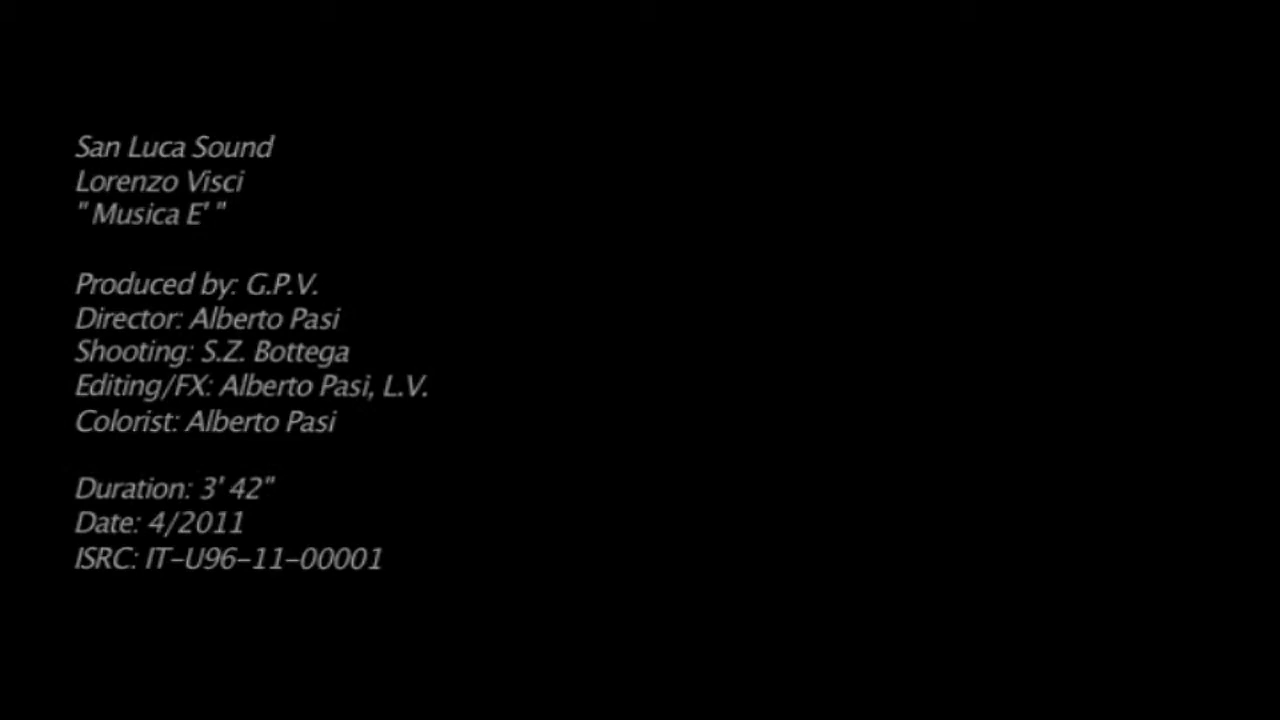 San Luca Sound
Lorenzo Visci
" Musica E' "
Produced by: G.P.V.
Director: Alberto Pasi
Shooting: S.Z. Bottega
Editing/FX: Alberto Pasi, L.V.
Colorist: Alberto Pasi
Duration: 3' 42"
Date: 4/2011
ISRC: IT-U96-11-00001